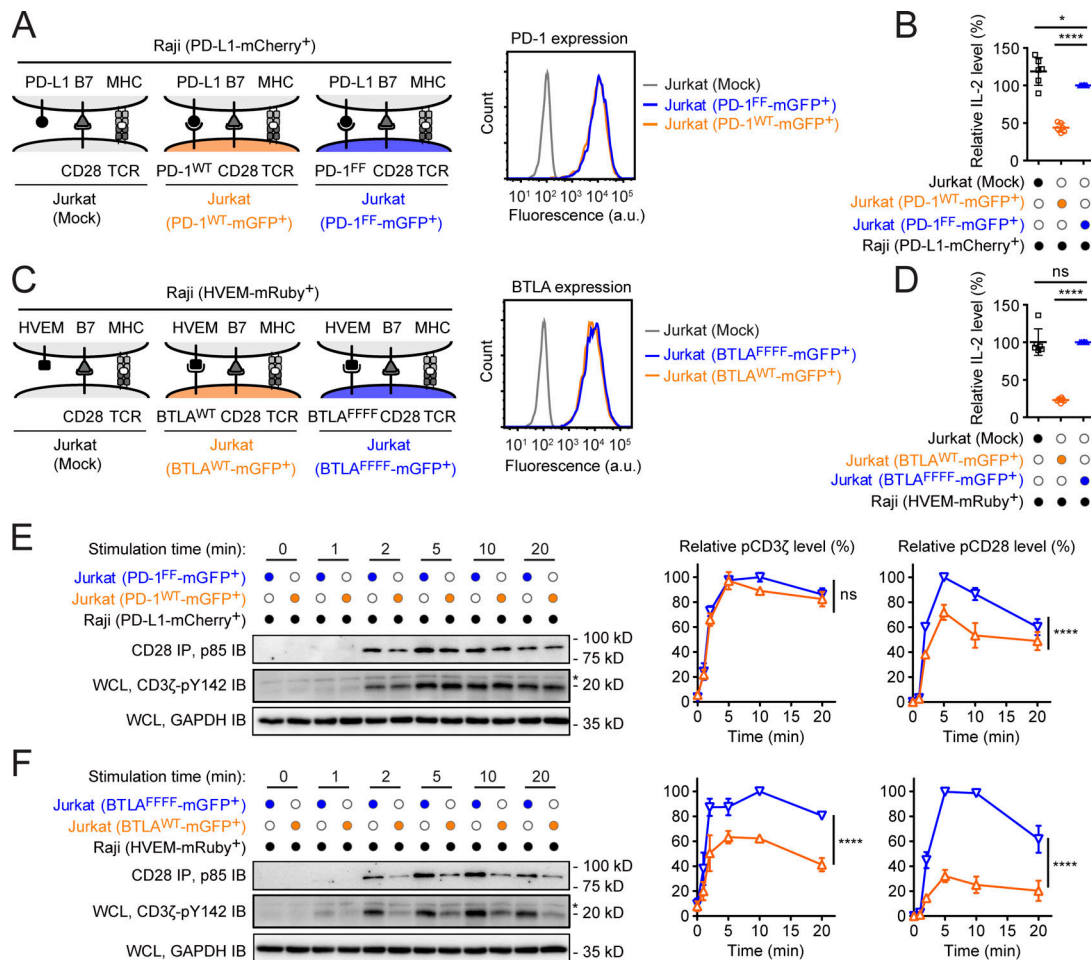 A
Raji (PD-L1-mCherry+)
PD-L1 B7 MHC PD-L1 B7 MHC PD-L1 B7 MHC
CD28 TCR PD-1WT CD28 TCR PD-1FF CD28 TCR
Jurkat (Mock)
Jurkat (PD-1WT-mGFP+)
Jurkat (PD-1FF-mGFP+)
PD-1 expression
Count
10¹ 10² 10³ 10⁴ 10⁵
Fluorescence (a.u.)
Jurkat (Mock)
Jurkat (PD-1FF-mGFP+)
Jurkat (PD-1WT-mGFP+)
B
Relative IL-2 level (%)
*
****
150
100
50
0
Jurkat (Mock)
Jurkat (PD-1WT-mGFP+)
Jurkat (PD-1FF-mGFP+)
Raji (PD-L1-mCherry+)
C
Raji (HVEM-mRuby+)
HVEM B7 MHC HVEM B7 MHC HVEM B7 MHC
CD28 TCR BTLAWT CD28 TCR BTLAFFFF CD28 TCR
Jurkat (Mock)
Jurkat (BTLAWT-mGFP+)
Jurkat (BTLAFFFF-mGFP+)
BTLA expression
Count
10¹ 10² 10³ 10⁴ 10⁵
Fluorescence (a.u.)
Jurkat (Mock)
Jurkat (BTLAFFFF-mGFP+)
Jurkat (BTLAWT-mGFP+)
D
Relative IL-2 level (%)
ns
****
150
100
50
0
Jurkat (Mock)
Jurkat (BTLAWT-mGFP+)
Jurkat (BTLAFFFF-mGFP+)
Raji (HVEM-mRuby+)
E
Stimulation time (min): 0 1 2 5 10 20
Jurkat (PD-1FF-mGFP+)
Jurkat (PD-1WT-mGFP+)
Raji (PD-L1-mCherry+)
CD28 IP, p85 IB
- 100 kD
- 75 kD
WCL, CD3ζ-pY142 IB
*
- 20 kD
WCL, GAPDH IB
- 35 kD
Relative pCD3ζ level (%)
100
80
60
40
20
0
ns
0 5 10 15 20
Time (min)
Relative pCD28 level (%)
100
80
60
40
20
0
****
0 5 10 15 20
Time (min)
F
Stimulation time (min): 0 1 2 5 10 20
Jurkat (BTLAFFFF-mGFP+)
Jurkat (BTLAWT-mGFP+)
Raji (HVEM-mRuby+)
CD28 IP, p85 IB
- 100 kD
- 75 kD
WCL, CD3ζ-pY142 IB
*
- 20 kD
WCL, GAPDH IB
- 35 kD
100
80
60
40
20
0
****
0 5 10 15 20
Time (min)
100
80
60
40
20
0
****
0 5 10 15 20
Time (min)